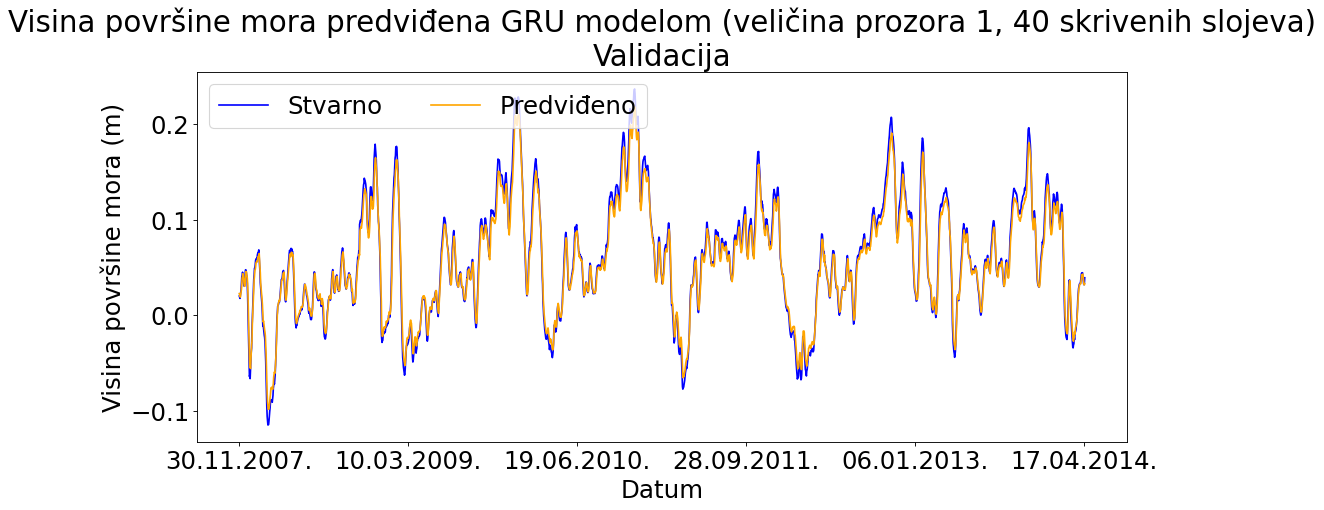 Visina površine mora predviđena GRU modelom (veličina prozora 1, 40 skrivenih slojeva)
Validacija
Stvarno
Predviđeno
Visina površine mora (m)
0.2
0.1
0.0
−0.1
30.11.2007. 10.03.2009. 19.06.2010. 28.09.2011. 06.01.2013. 17.04.2014.
Datum